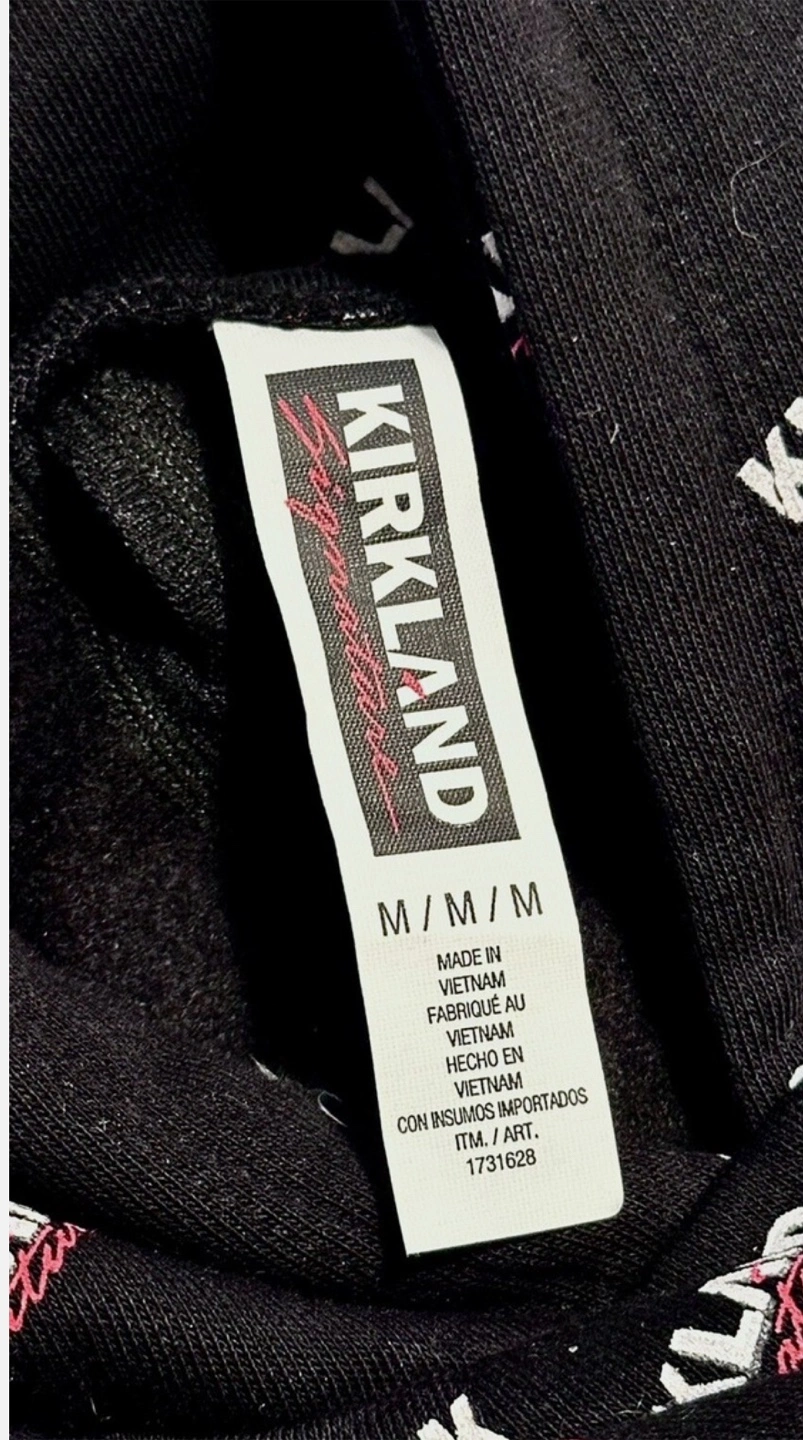 KIRKLAND
Signature
M / M / M
MADE IN
VIETNAM
FABRIQUÉ AU
VIETNAM
HECHO EN
VIETNAM
CON INSUMOS IMPORTADOS
ITM. / ART.
1731628